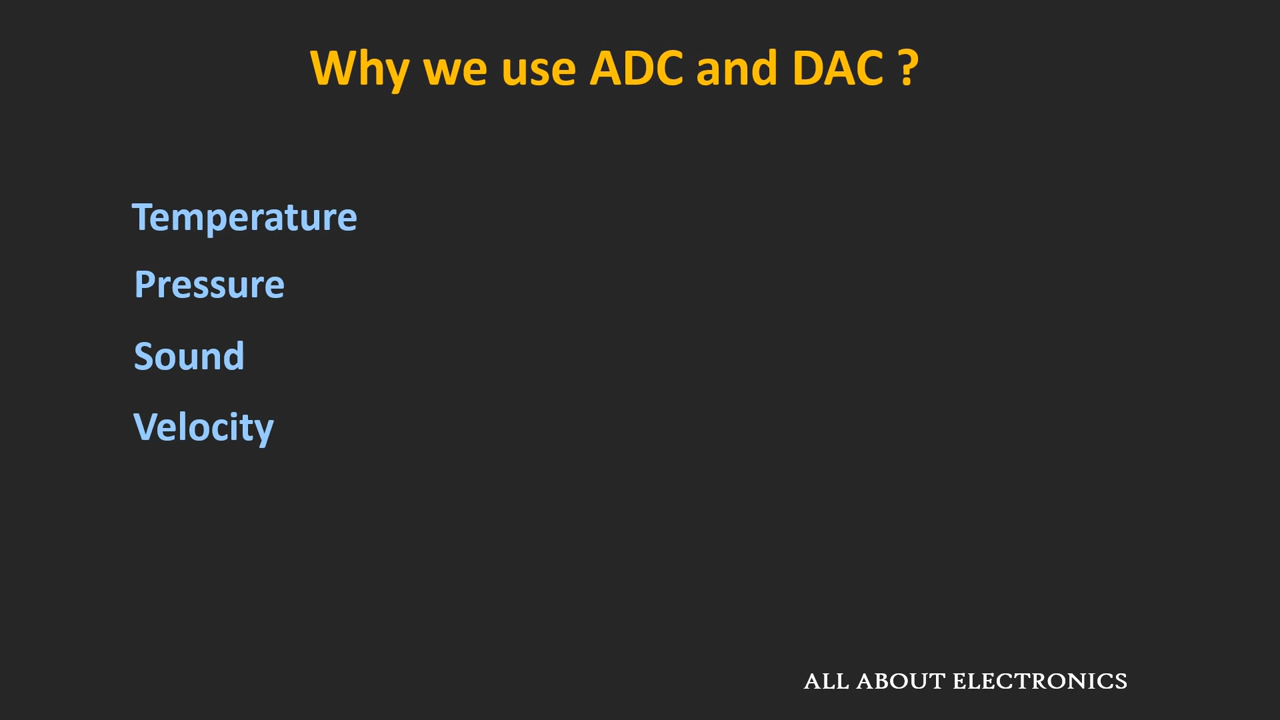 Why we use ADC and DAC ?
Temperature
Pressure
Sound
Velocity
ALL ABOUT ELECTRONICS